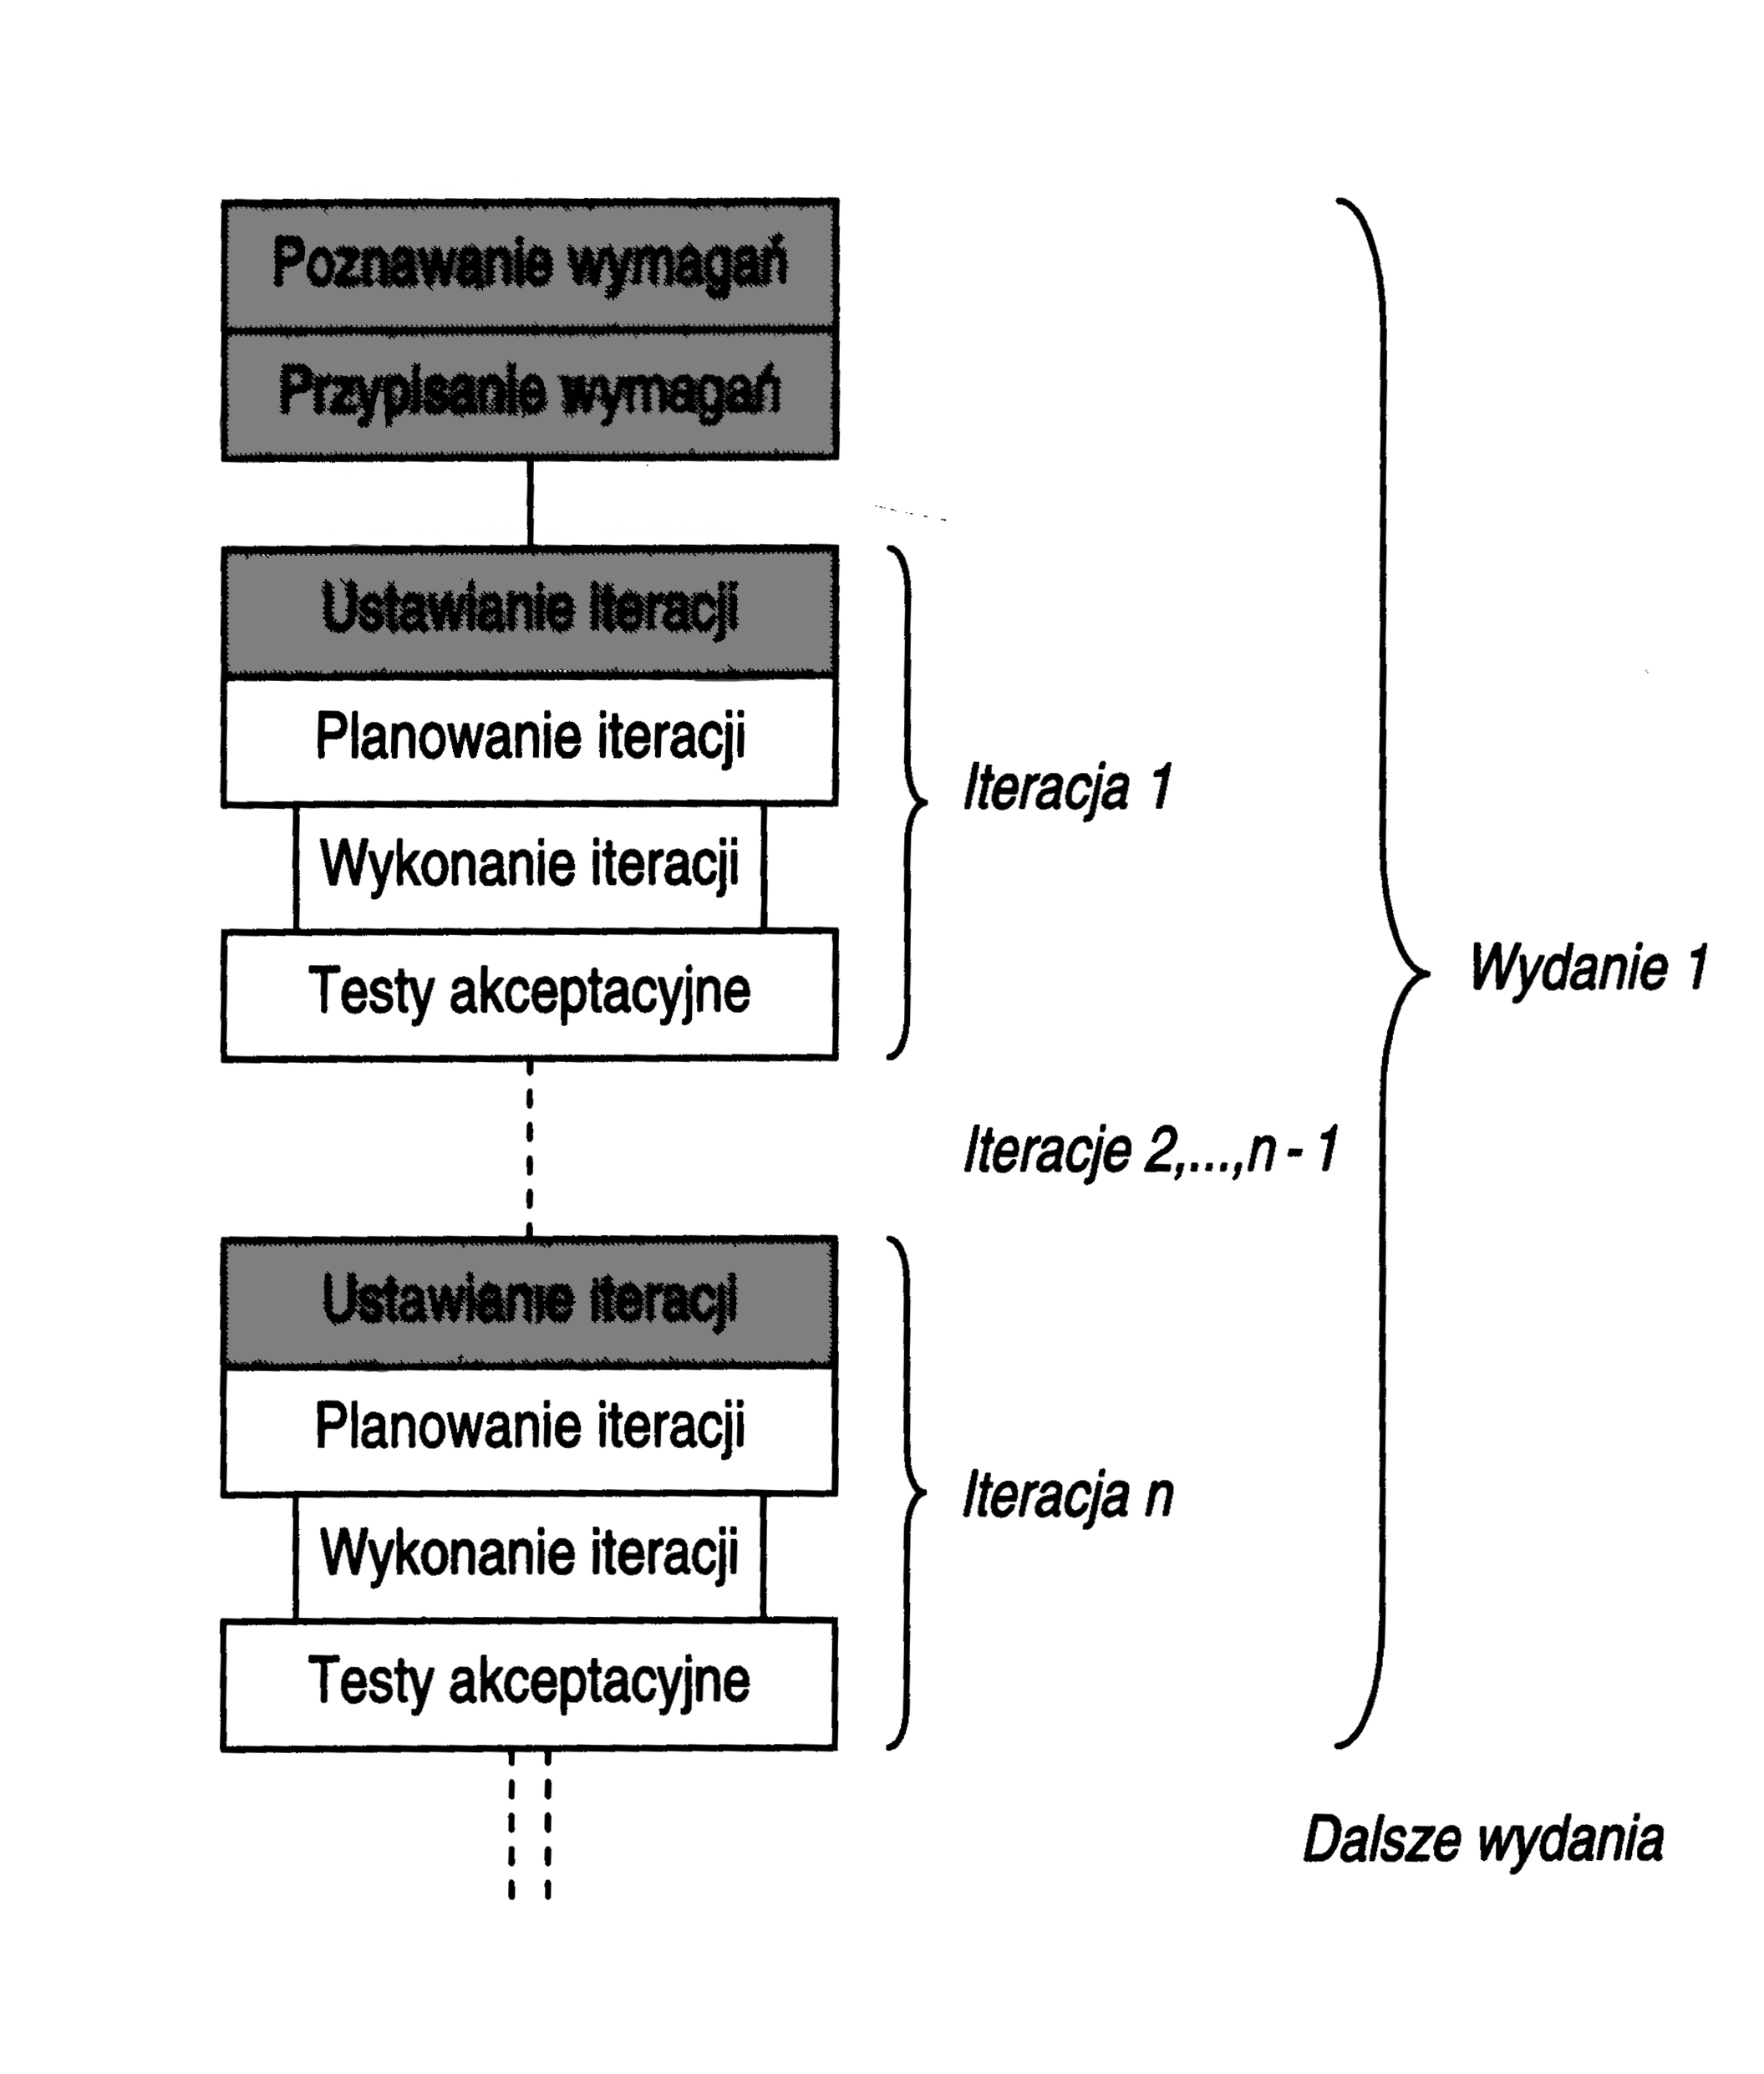 Poznawanie wymagań
Przypisanie wymagań
Ustawianie iteracji
Planowanie iteracji
Wykonanie iteracji
Testy akceptacyjne
Iteracja 1
Wydanie 1
Iteracje 2,...,n - 1
Ustawianie iteracji
Planowanie iteracji
Wykonanie iteracji
Testy akceptacyjne
Iteracja n
Dalsze wydania